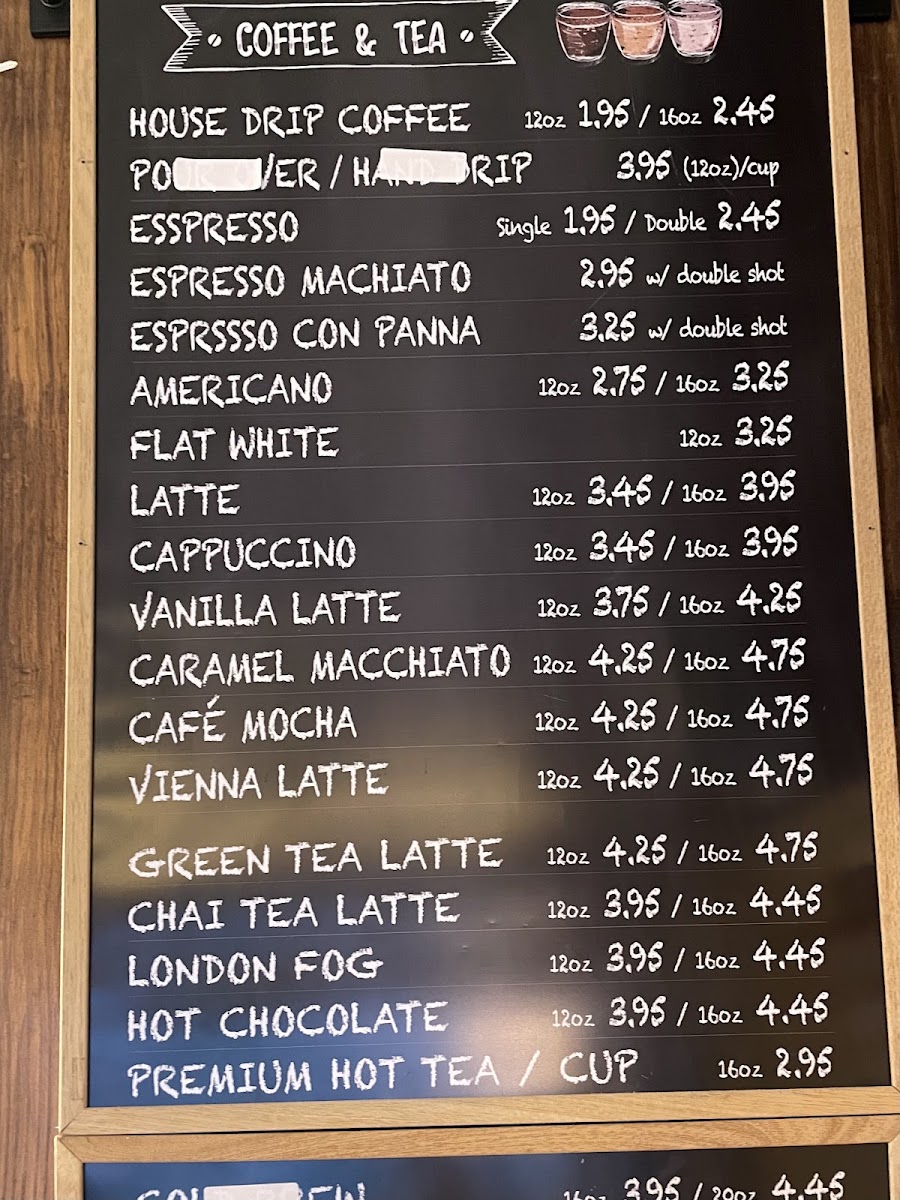 COFFEE & TEA
HOUSE DRIP COFFEE 12oz 1.95 / 16oz 2.45
/ DRIP 3.95 (12oz)/cup
ESSPRESSO Single 1.95 / Double 2.45
ESPRESSO MACHIATO 2.95 w/ double shot
ESPRSSSO CON PANNA 3.25 w/ double shot
AMERICANO 12oz 2.75 / 16oz 3.25
FLAT WHITE 12oz 3.25
LATTE 12oz 3.45 / 16oz 3.95
CAPPUCCINO 12oz 3.45 / 16oz 3.95
VANILLA LATTE 12oz 3.75 / 16oz 4.25
CARAMEL MACCHIATO 12oz 4.25 / 16oz 4.75
CAFÉ MOCHA 12oz 4.25 / 16oz 4.75
VIENNA LATTE 12oz 4.25 / 16oz 4.75
GREEN TEA LATTE 12oz 4.25 / 16oz 4.75
CHAI TEA LATTE 12oz 3.95 / 16oz 4.45
LONDON FOG 12oz 3.95 / 16oz 4.45
HOT CHOCOLATE 12oz 3.95 / 16oz 4.45
PREMIUM HOT TEA / CUP 16oz 2.95
16oz 3.95 / 20oz 4.45